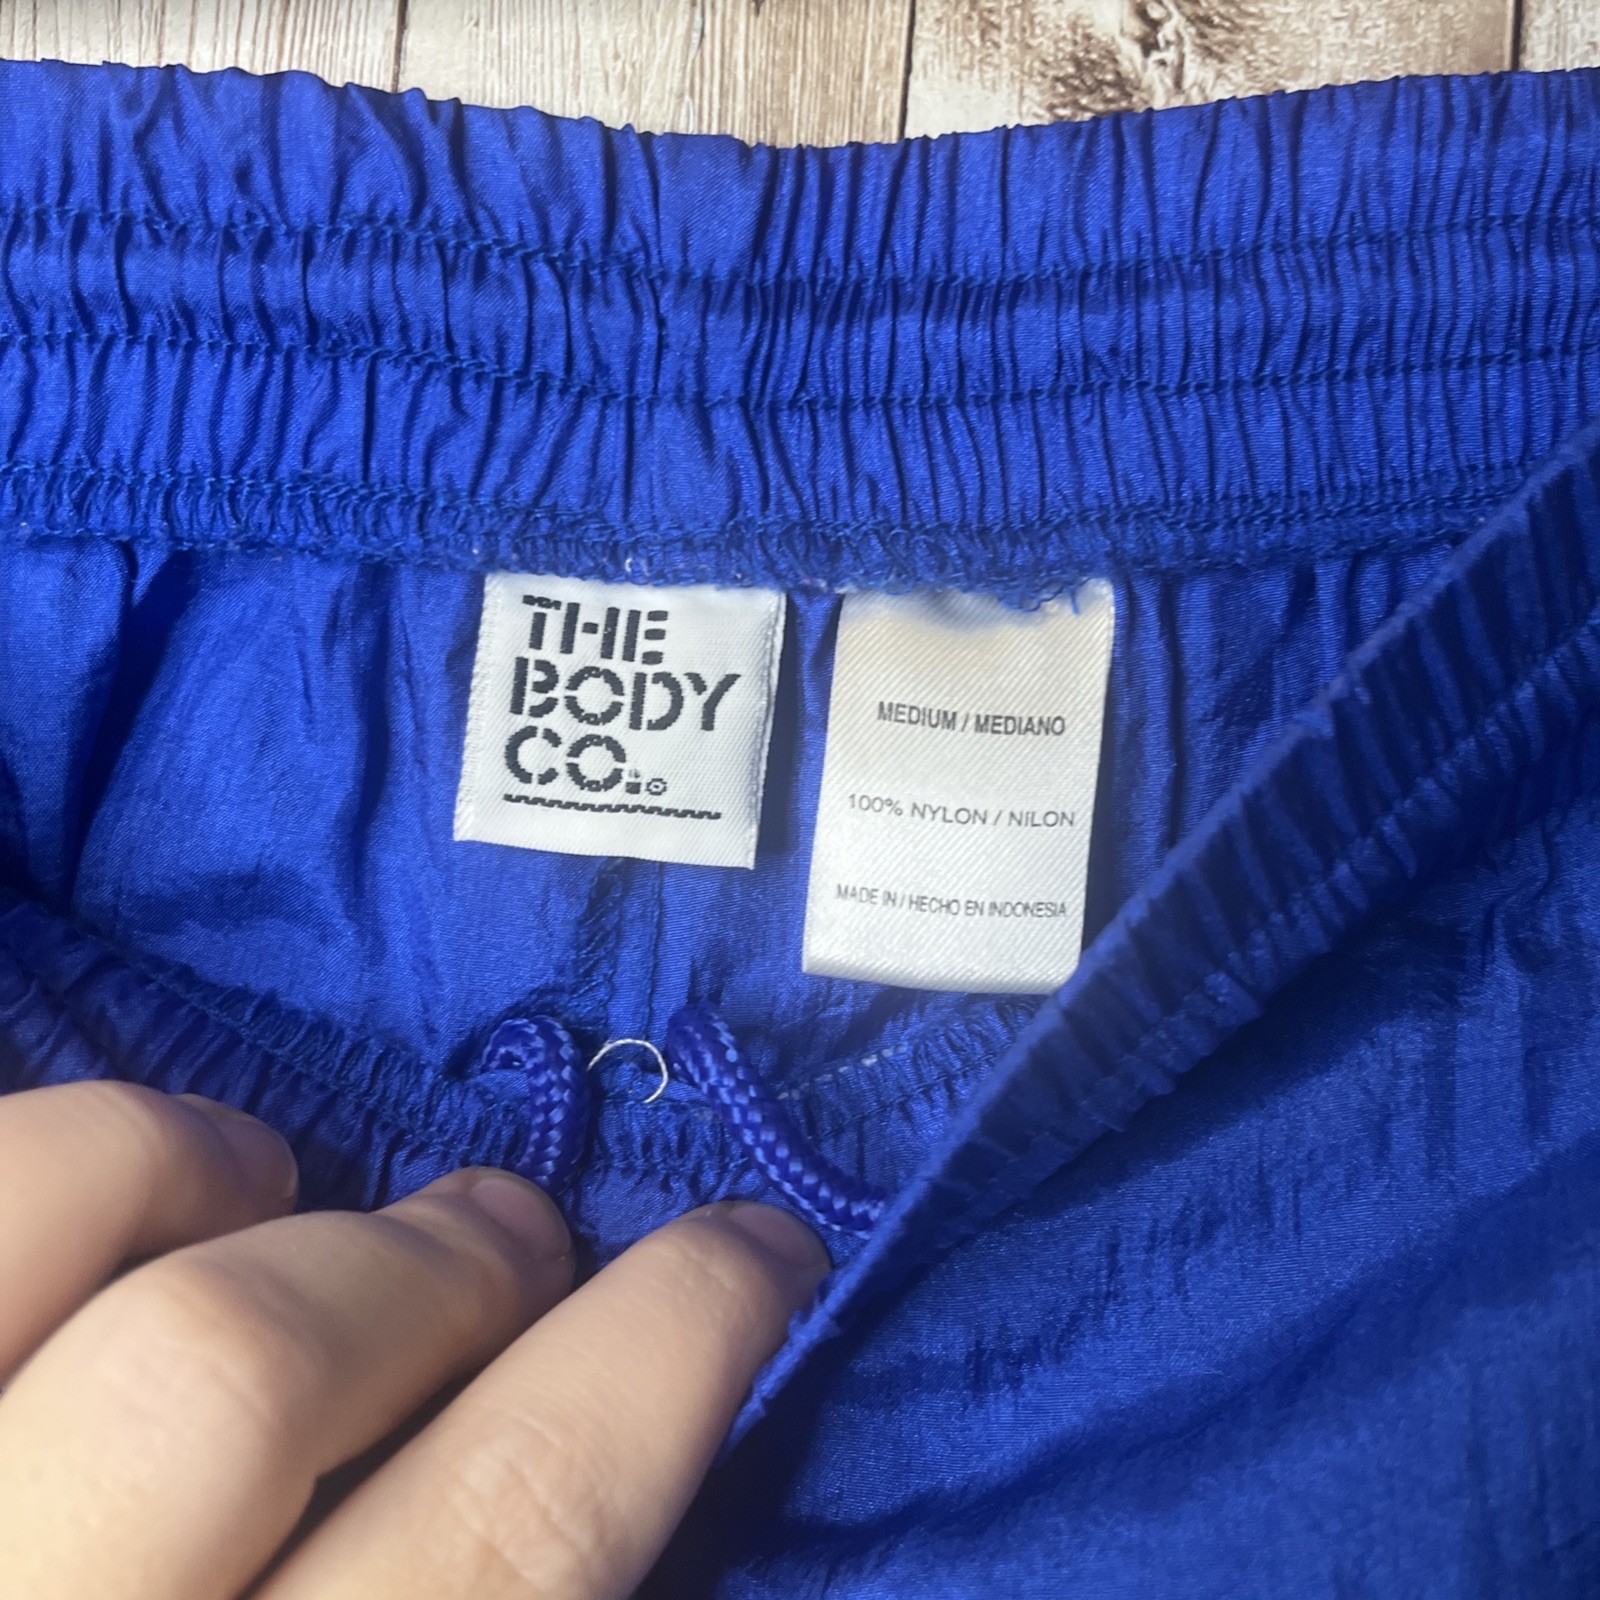 THE
BODY
CO.
MEDIUM / MEDIANO
100% NYLON / NILON
MADE IN / HECHO EN INDONESIA